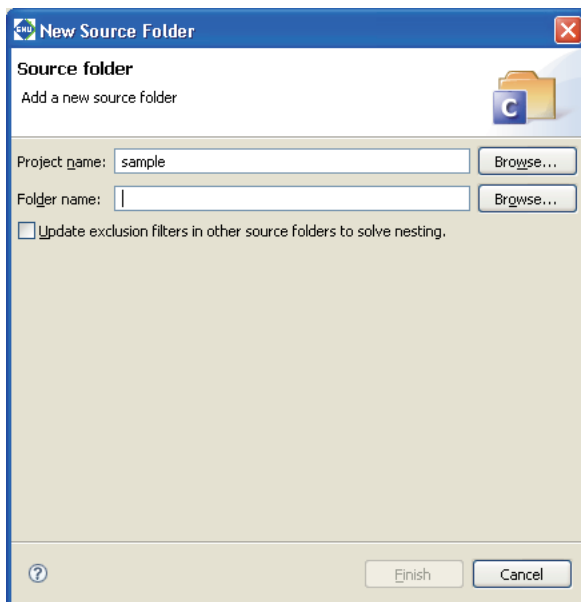 New Source Folder
Source folder
Add a new source folder
C
Project name: sample Browse...
Folder name: Browse...
Update exclusion filters in other source folders to solve nesting.
? Finish Cancel